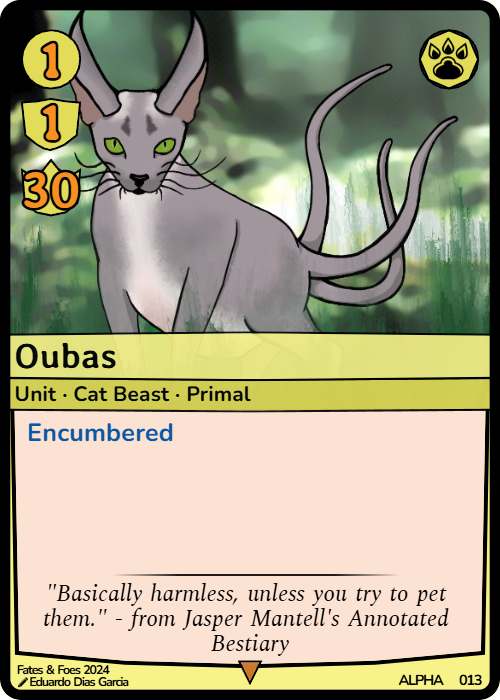 1
1
30
Oubas
Unit · Cat Beast · Primal
Encumbered
"Basically harmless, unless you try to pet
them." - from Jasper Mantell's Annotated
Bestiary
Fates & Foes 2024
Eduardo Dias Garcia
ALPHA 013